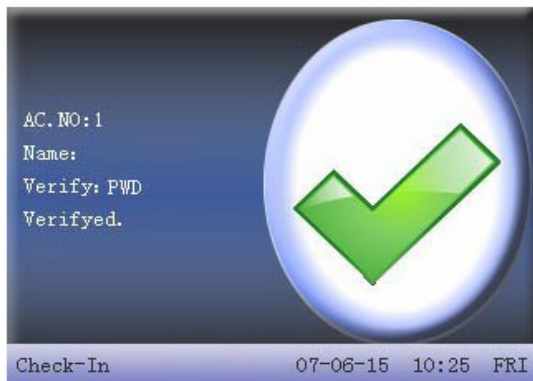 AC.NO:1
Name:
Verify: PWD
Verifyed.
Check-In 07-06-15 10:25 FRI